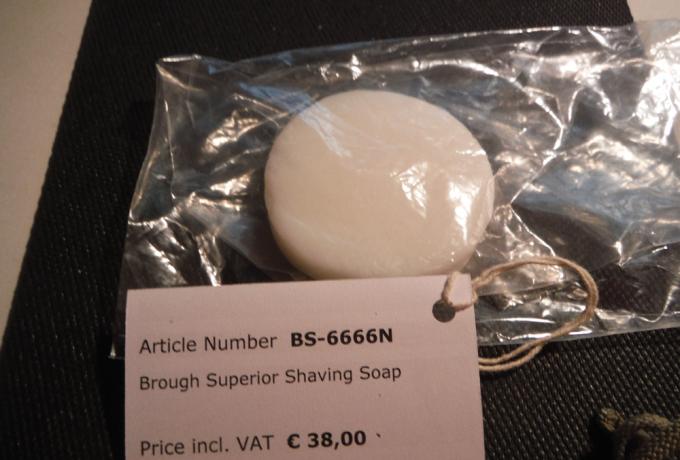 Article Number BS-6666N
Brough Superior Shaving Soap
Price incl. VAT € 38,00